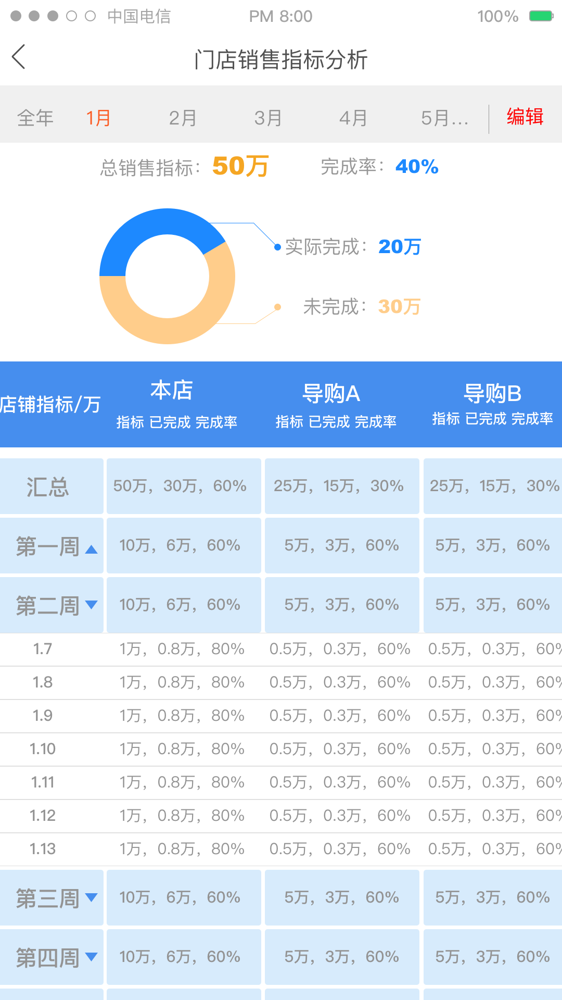 中国电信 PM 8:00 100%
门店销售指标分析
全年 1月 2月 3月 4月 5月... 编辑
总销售指标：50万 完成率：40%
实际完成：20万
未完成：30万
店铺指标/万 本店 导购A 导购B
指标 已完成 完成率 指标 已完成 完成率 指标 已完成 完成率
汇总 50万，30万，60% 25万，15万，30% 25万，15万，30%
第一周 10万，6万，60% 5万，3万，60% 5万，3万，60%
第二周 10万，6万，60% 5万，3万，60% 5万，3万，60%
1.7 1万，0.8万，80% 0.5万，0.3万，60% 0.5万，0.3万，60%
1.8 1万，0.8万，80% 0.5万，0.3万，60% 0.5万，0.3万，60%
1.9 1万，0.8万，80% 0.5万，0.3万，60% 0.5万，0.3万，60%
1.10 1万，0.8万，80% 0.5万，0.3万，60% 0.5万，0.3万，60%
1.11 1万，0.8万，80% 0.5万，0.3万，60% 0.5万，0.3万，60%
1.12 1万，0.8万，80% 0.5万，0.3万，60% 0.5万，0.3万，60%
1.13 1万，0.8万，80% 0.5万，0.3万，60% 0.5万，0.3万，60%
第三周 10万，6万，60% 5万，3万，60% 5万，3万，60%
第四周 10万，6万，60% 5万，3万，60% 5万，3万，60%